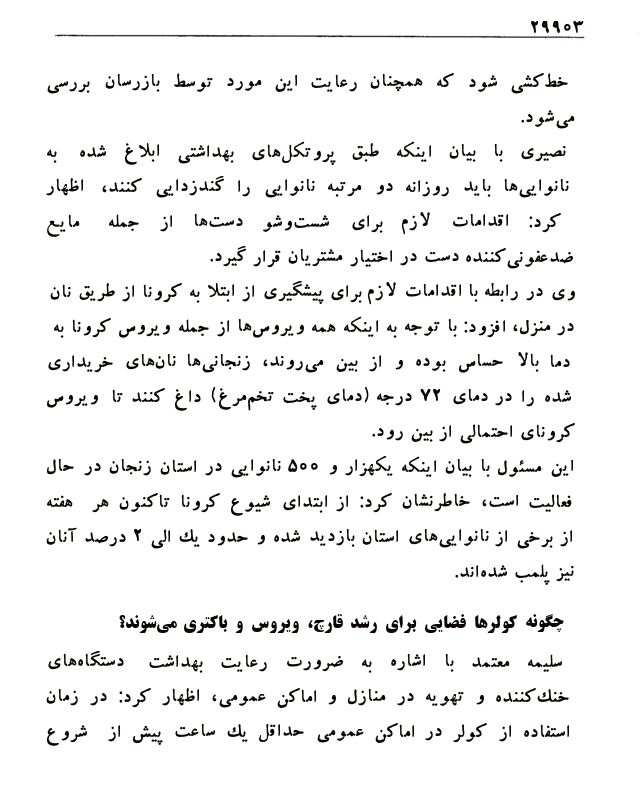 ۲۹۹۰۳
خط‌کشی شود که همچنان رعایت این مورد توسط بازرسان بررسی
می‌شود.
نصیری با بیان اینکه طبق پروتکل‌های بهداشتی ابلاغ شده به
نانوایی‌ها باید روزانه دو مرتبه نانوایی را گندزدایی کنند، اظهار
کرد: اقدامات لازم برای شست‌وشو دست‌ها از جمله مایع
ضدعفونی‌کننده دست در اختیار مشتریان قرار گیرد.
وی در رابطه با اقدامات لازم برای پیشگیری از ابتلا به کرونا از طریق نان
در منزل، افزود: با توجه به اینکه همه ویروس‌ها از جمله ویروس کرونا به
دما بالا حساس بوده و از بین می‌روند، زنجانی‌ها نان‌های خریداری
شده را در دمای ۷۲ درجه (دمای پخت تخم‌مرغ) داغ کنند تا ویروس
کرونای احتمالی از بین رود.
این مسئول با بیان اینکه یکهزار و ۵۰۰ نانوایی در استان زنجان در حال
فعالیت است، خاطرنشان کرد: از ابتدای شیوع کرونا تاکنون هر هفته
از برخی از نانوایی‌های استان بازدید شده و حدود یك الی ۲ درصد آنان
نیز پلمب شده‌اند.
چگونه کولرها فضایی برای رشد قارچ، ویروس و باکتری می‌شوند؟
سلیمه معتمد با اشاره به ضرورت رعایت بهداشت دستگاه‌های
خنك‌کننده و تهویه در منازل و اماکن عمومی، اظهار کرد: در زمان
استفاده از کولر در اماکن عمومی حداقل یك ساعت پیش از شروع